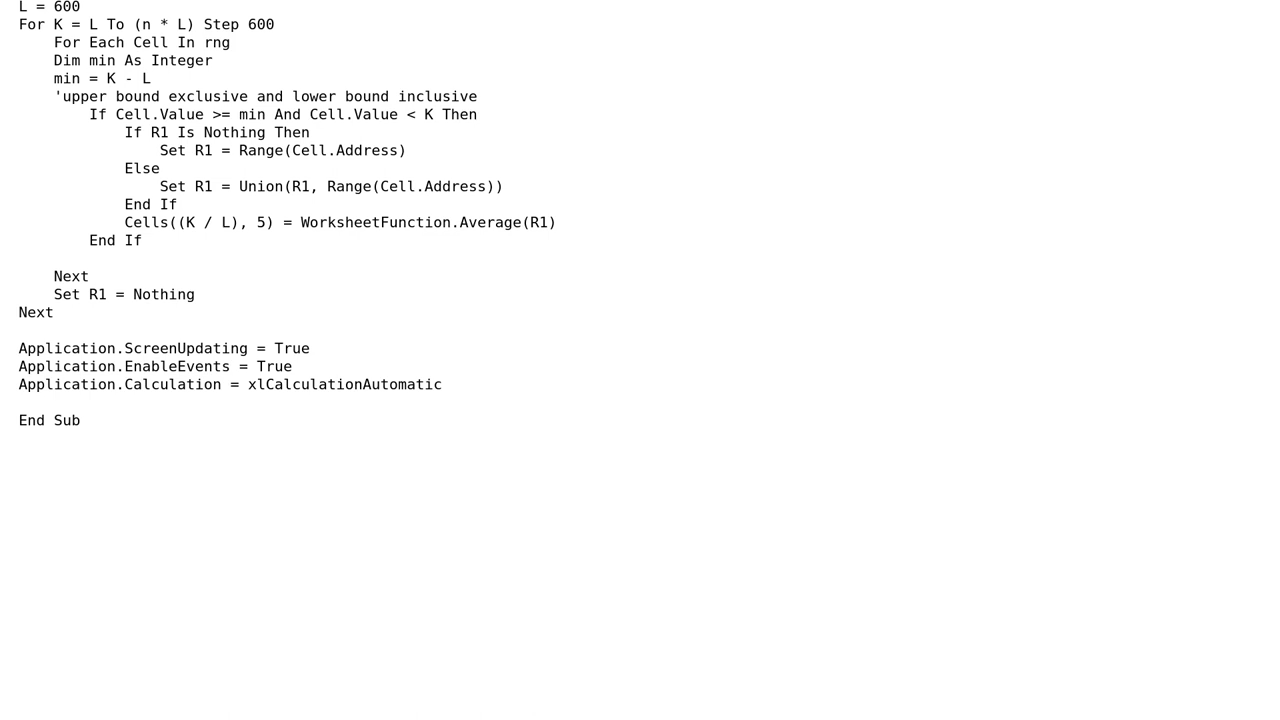 L = 600
For K = L To (n * L) Step 600
    For Each Cell In rng
    Dim min As Integer
    min = K - L
    'upper bound exclusive and lower bound inclusive
        If Cell.Value >= min And Cell.Value < K Then
            If R1 Is Nothing Then
                Set R1 = Range(Cell.Address)
            Else
                Set R1 = Union(R1, Range(Cell.Address))
            End If
            Cells((K / L), 5) = WorksheetFunction.Average(R1)
        End If

    Next
    Set R1 = Nothing
Next

Application.ScreenUpdating = True
Application.EnableEvents = True
Application.Calculation = xlCalculationAutomatic

End Sub